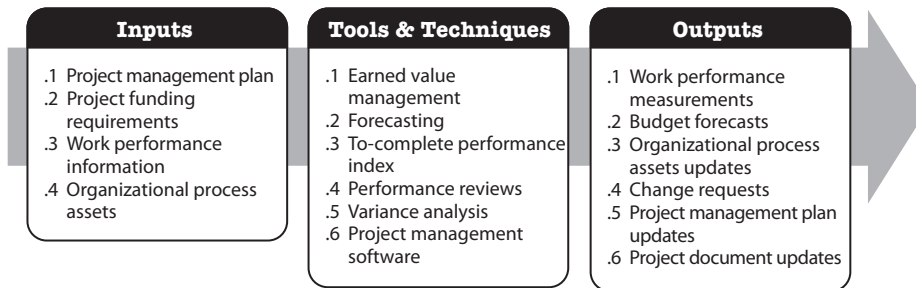 Inputs
.1 Project management plan
.2 Project funding
requirements
.3 Work performance
information
.4 Organizational process
assets
Tools & Techniques
.1 Earned value
management
.2 Forecasting
.3 To-complete performance
index
.4 Performance reviews
.5 Variance analysis
.6 Project management
software
Outputs
.1 Work performance
measurements
.2 Budget forecasts
.3 Organizational process
assets updates
.4 Change requests
.5 Project management plan
updates
.6 Project document updates